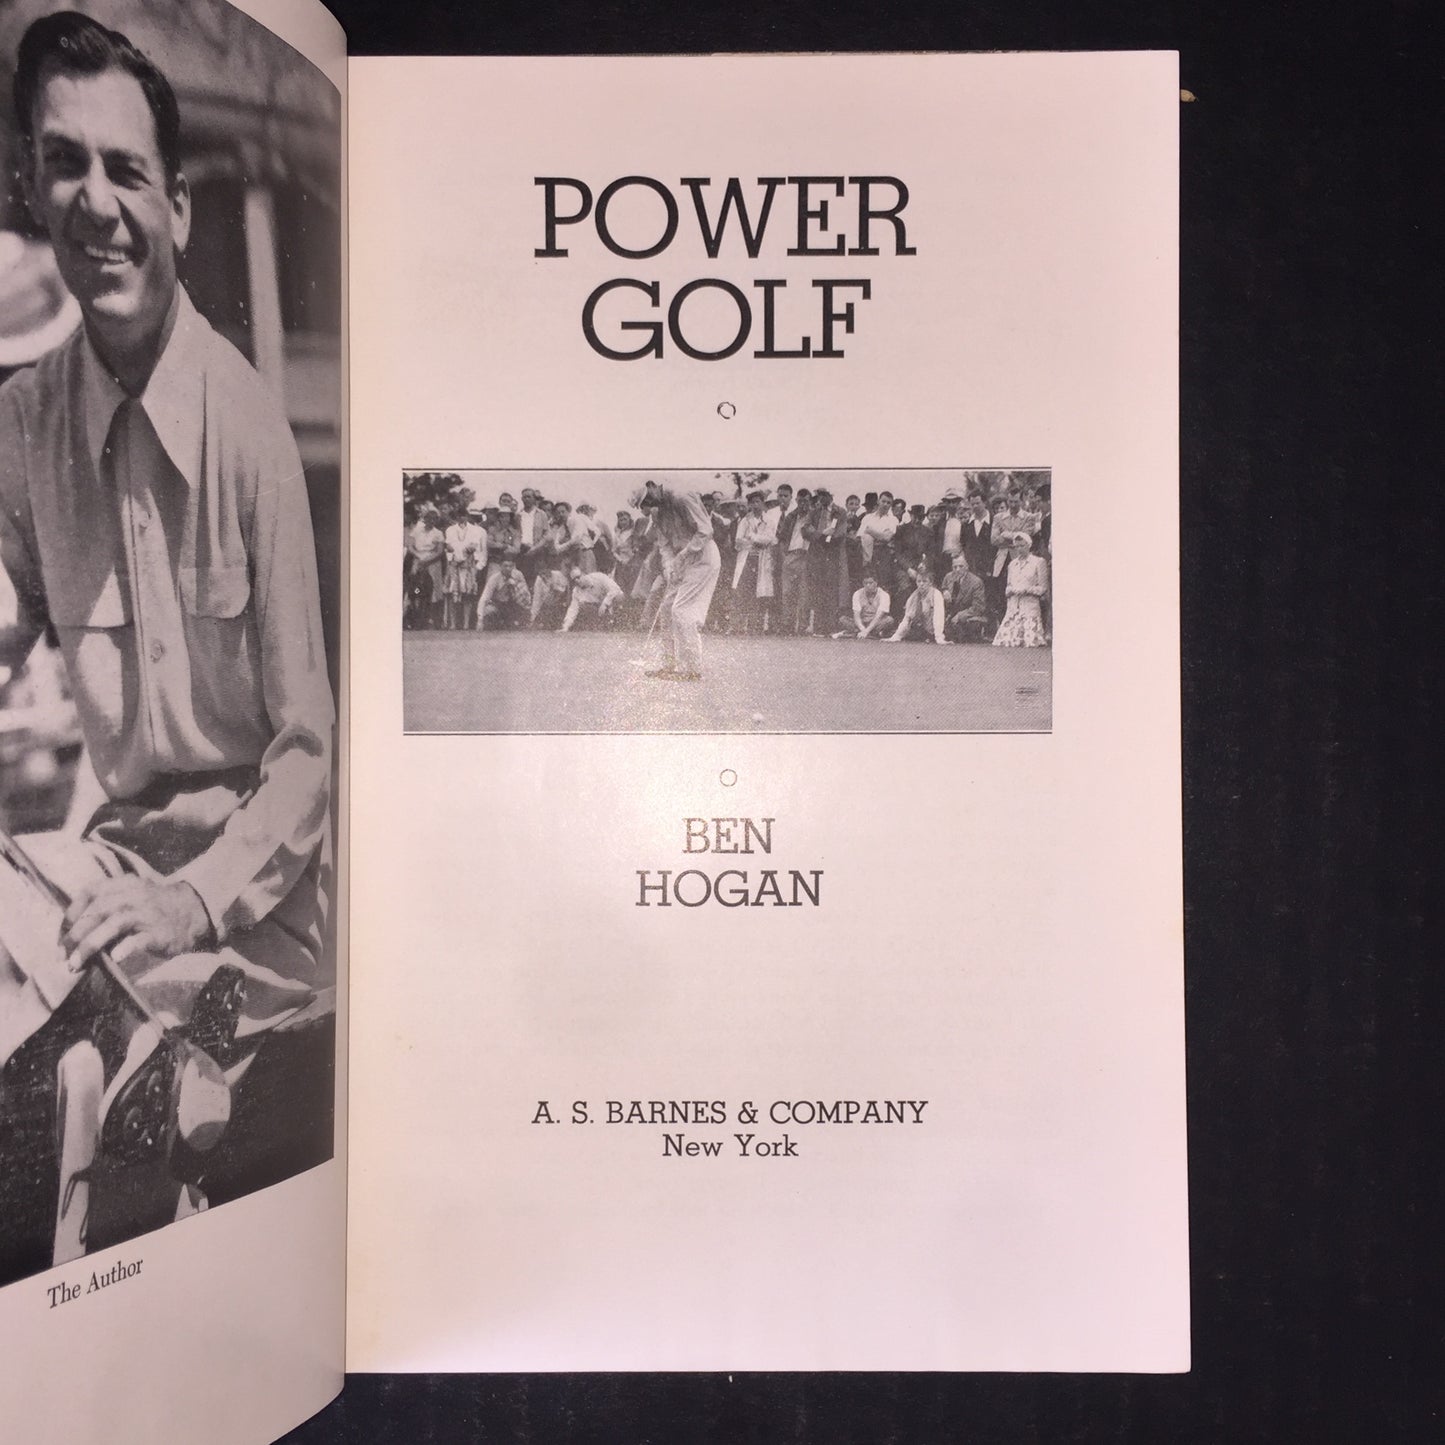 The Author
POWER
GOLF
BEN
HOGAN
A. S. BARNES & COMPANY
New York